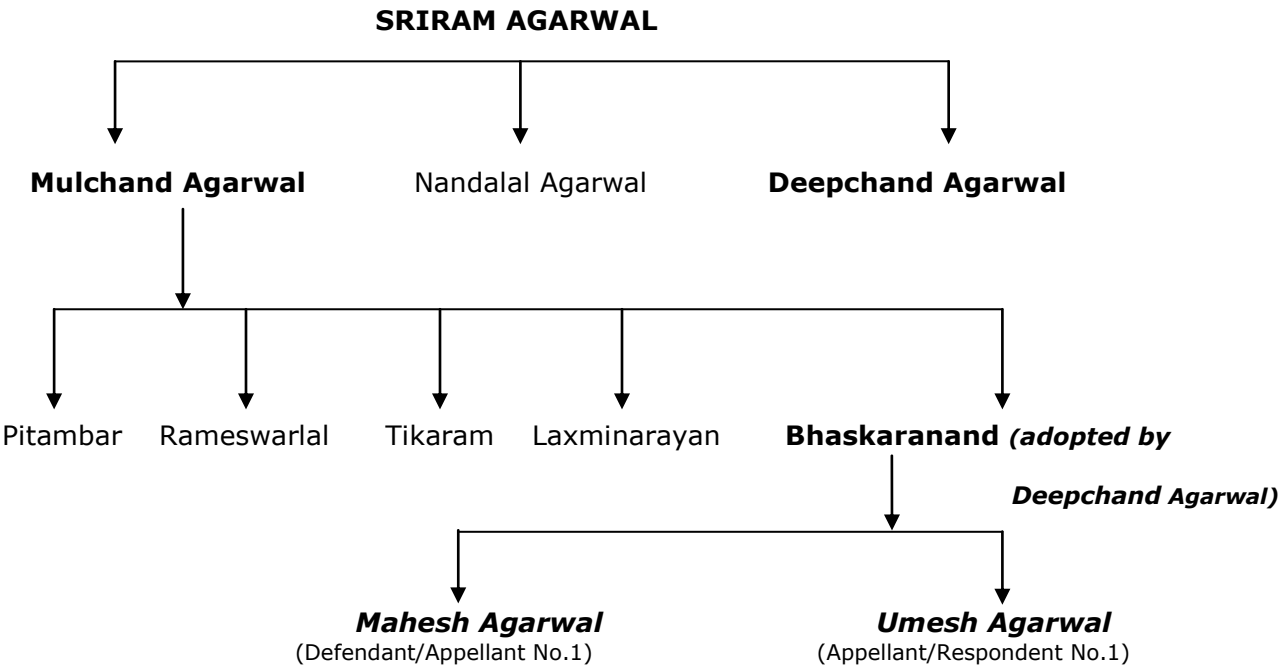 SRIRAM AGARWAL
Mulchand Agarwal Nandalal Agarwal Deepchand Agarwal
Pitambar Rameswarlal Tikaram Laxminarayan Bhaskaranand (adopted by
Deepchand Agarwal)
Mahesh Agarwal Umesh Agarwal
(Defendant/Appellant No.1) (Appellant/Respondent No.1)